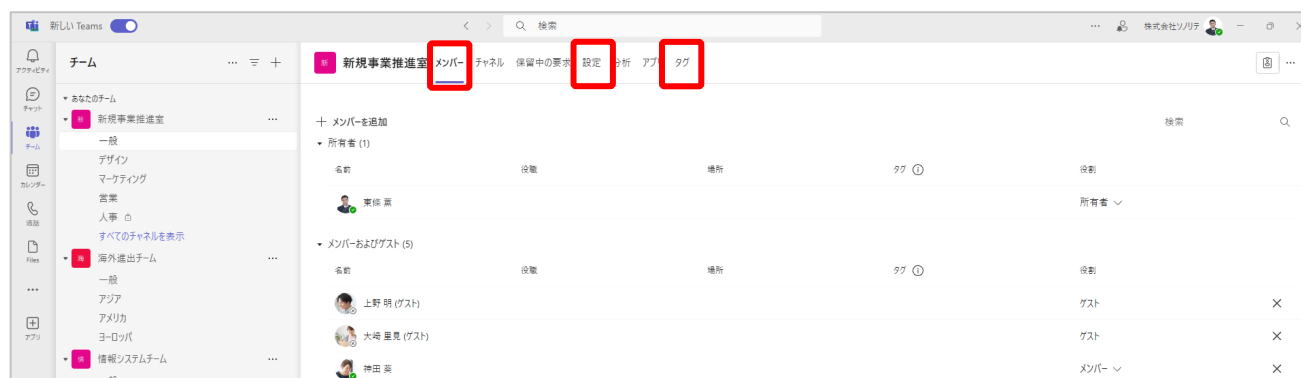 新しい Teams
検索
株式会社ソノリテ
アクティビティ
チャット
チーム
カレンダー
通話
Files
アプリ
チーム
あなたのチーム
新 新規事業推進室
一般
デザイン
マーケティング
営業
人事
すべてのチャネルを表示
海 海外進出チーム
一般
アジア
アメリカ
ヨーロッパ
情 情報システムチーム
新 新規事業推進室 メンバー チャネル 保留中の要求 設定 分析 アプリ タグ
メンバーを追加
検索
所有者 (1)
名前 役職 場所 タグ 役割
東條 薫 所有者
メンバーおよびゲスト (5)
名前 役職 場所 タグ 役割
上野 明 (ゲスト) ゲスト
大崎 里見 (ゲスト) ゲスト
神田 葵 メンバー